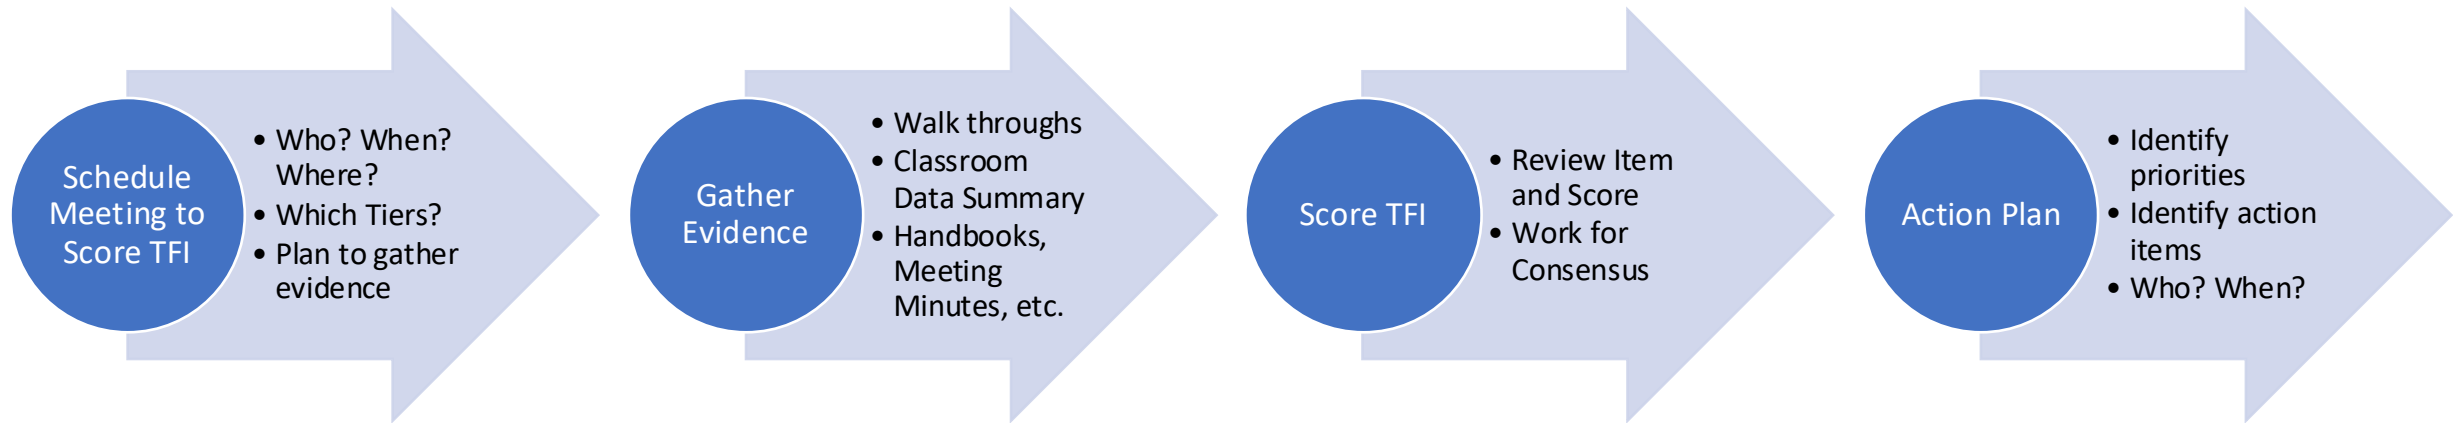 Schedule
Meeting to
Score TFI
• Who? When?
Where?
• Which Tiers?
• Plan to gather
evidence
Gather
Evidence
• Walk throughs
• Classroom
Data Summary
• Handbooks,
Meeting
Minutes, etc.
Score TFI
• Review Item
and Score
• Work for
Consensus
Action Plan
• Identify
priorities
• Identify action
items
• Who? When?